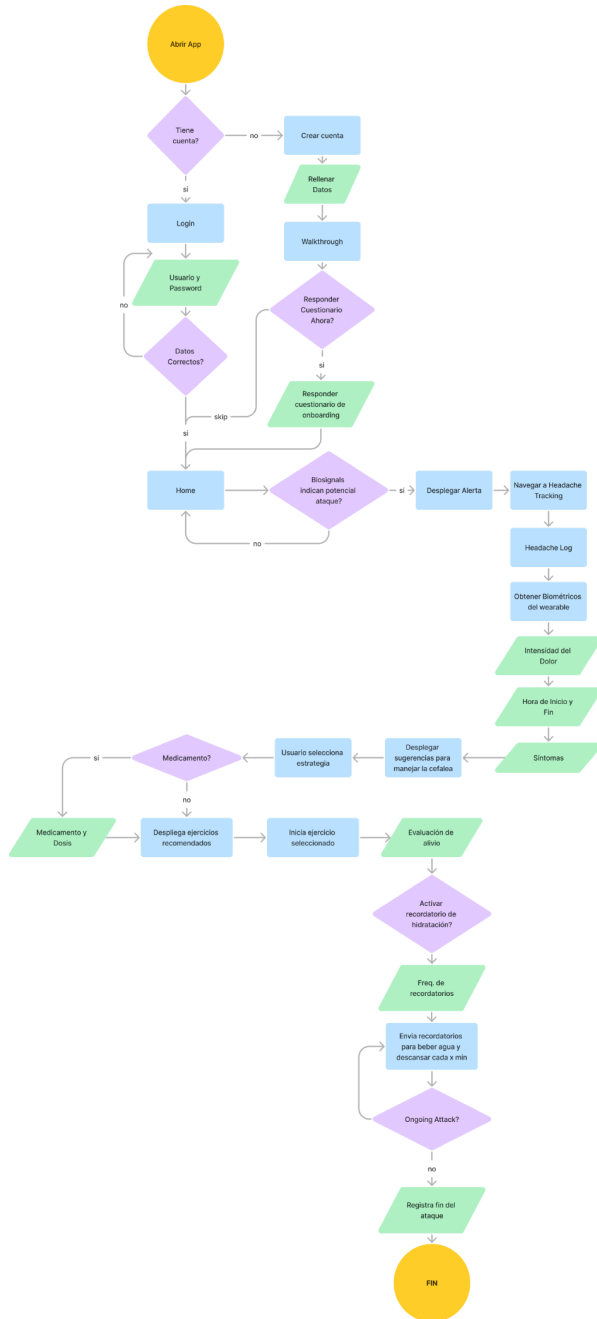 Abrir App
Tiene
cuenta?
no
Crear cuenta
Rellenar
Datos
si
Login
Walkthrough
Usuario y
Password
no
Responder
Cuestionario
Ahora?
Datos
Correctos?
si
Responder
cuestionario de
onboarding
skip
si
Home
Biosignals
indican potencial
ataque?
si
Desplegar Alerta
Navegar a Headache
Tracking
no
Headache Log
Obtener Biométricos
del wearable
Intensidad del
Dolor
Hora de Inicio y
Fin
Síntomas
Desplegar
sugerencias para
manejar la cefalea
Usuario selecciona
estrategia
Medicamento?
si
no
Medicamento y
Dosis
Despliega ejercicios
recomendados
Inicia ejercicio
seleccionado
Evaluación de
alivio
Activar
recordatorio de
hidratación?
Freq. de
recordatorios
Envia recordatorios
para beber agua y
descansar cada x min
Ongoing Attack?
no
Registra fin del
ataque
FIN